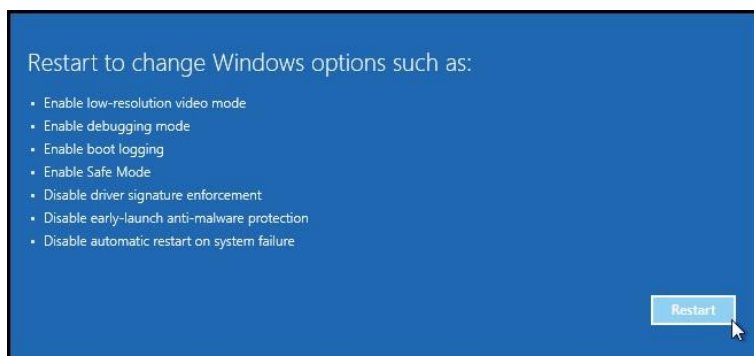 Restart to change Windows options such as:
▪ Enable low-resolution video mode
▪ Enable debugging mode
▪ Enable boot logging
▪ Enable Safe Mode
▪ Disable driver signature enforcement
▪ Disable early-launch anti-malware protection
▪ Disable automatic restart on system failure
Restart